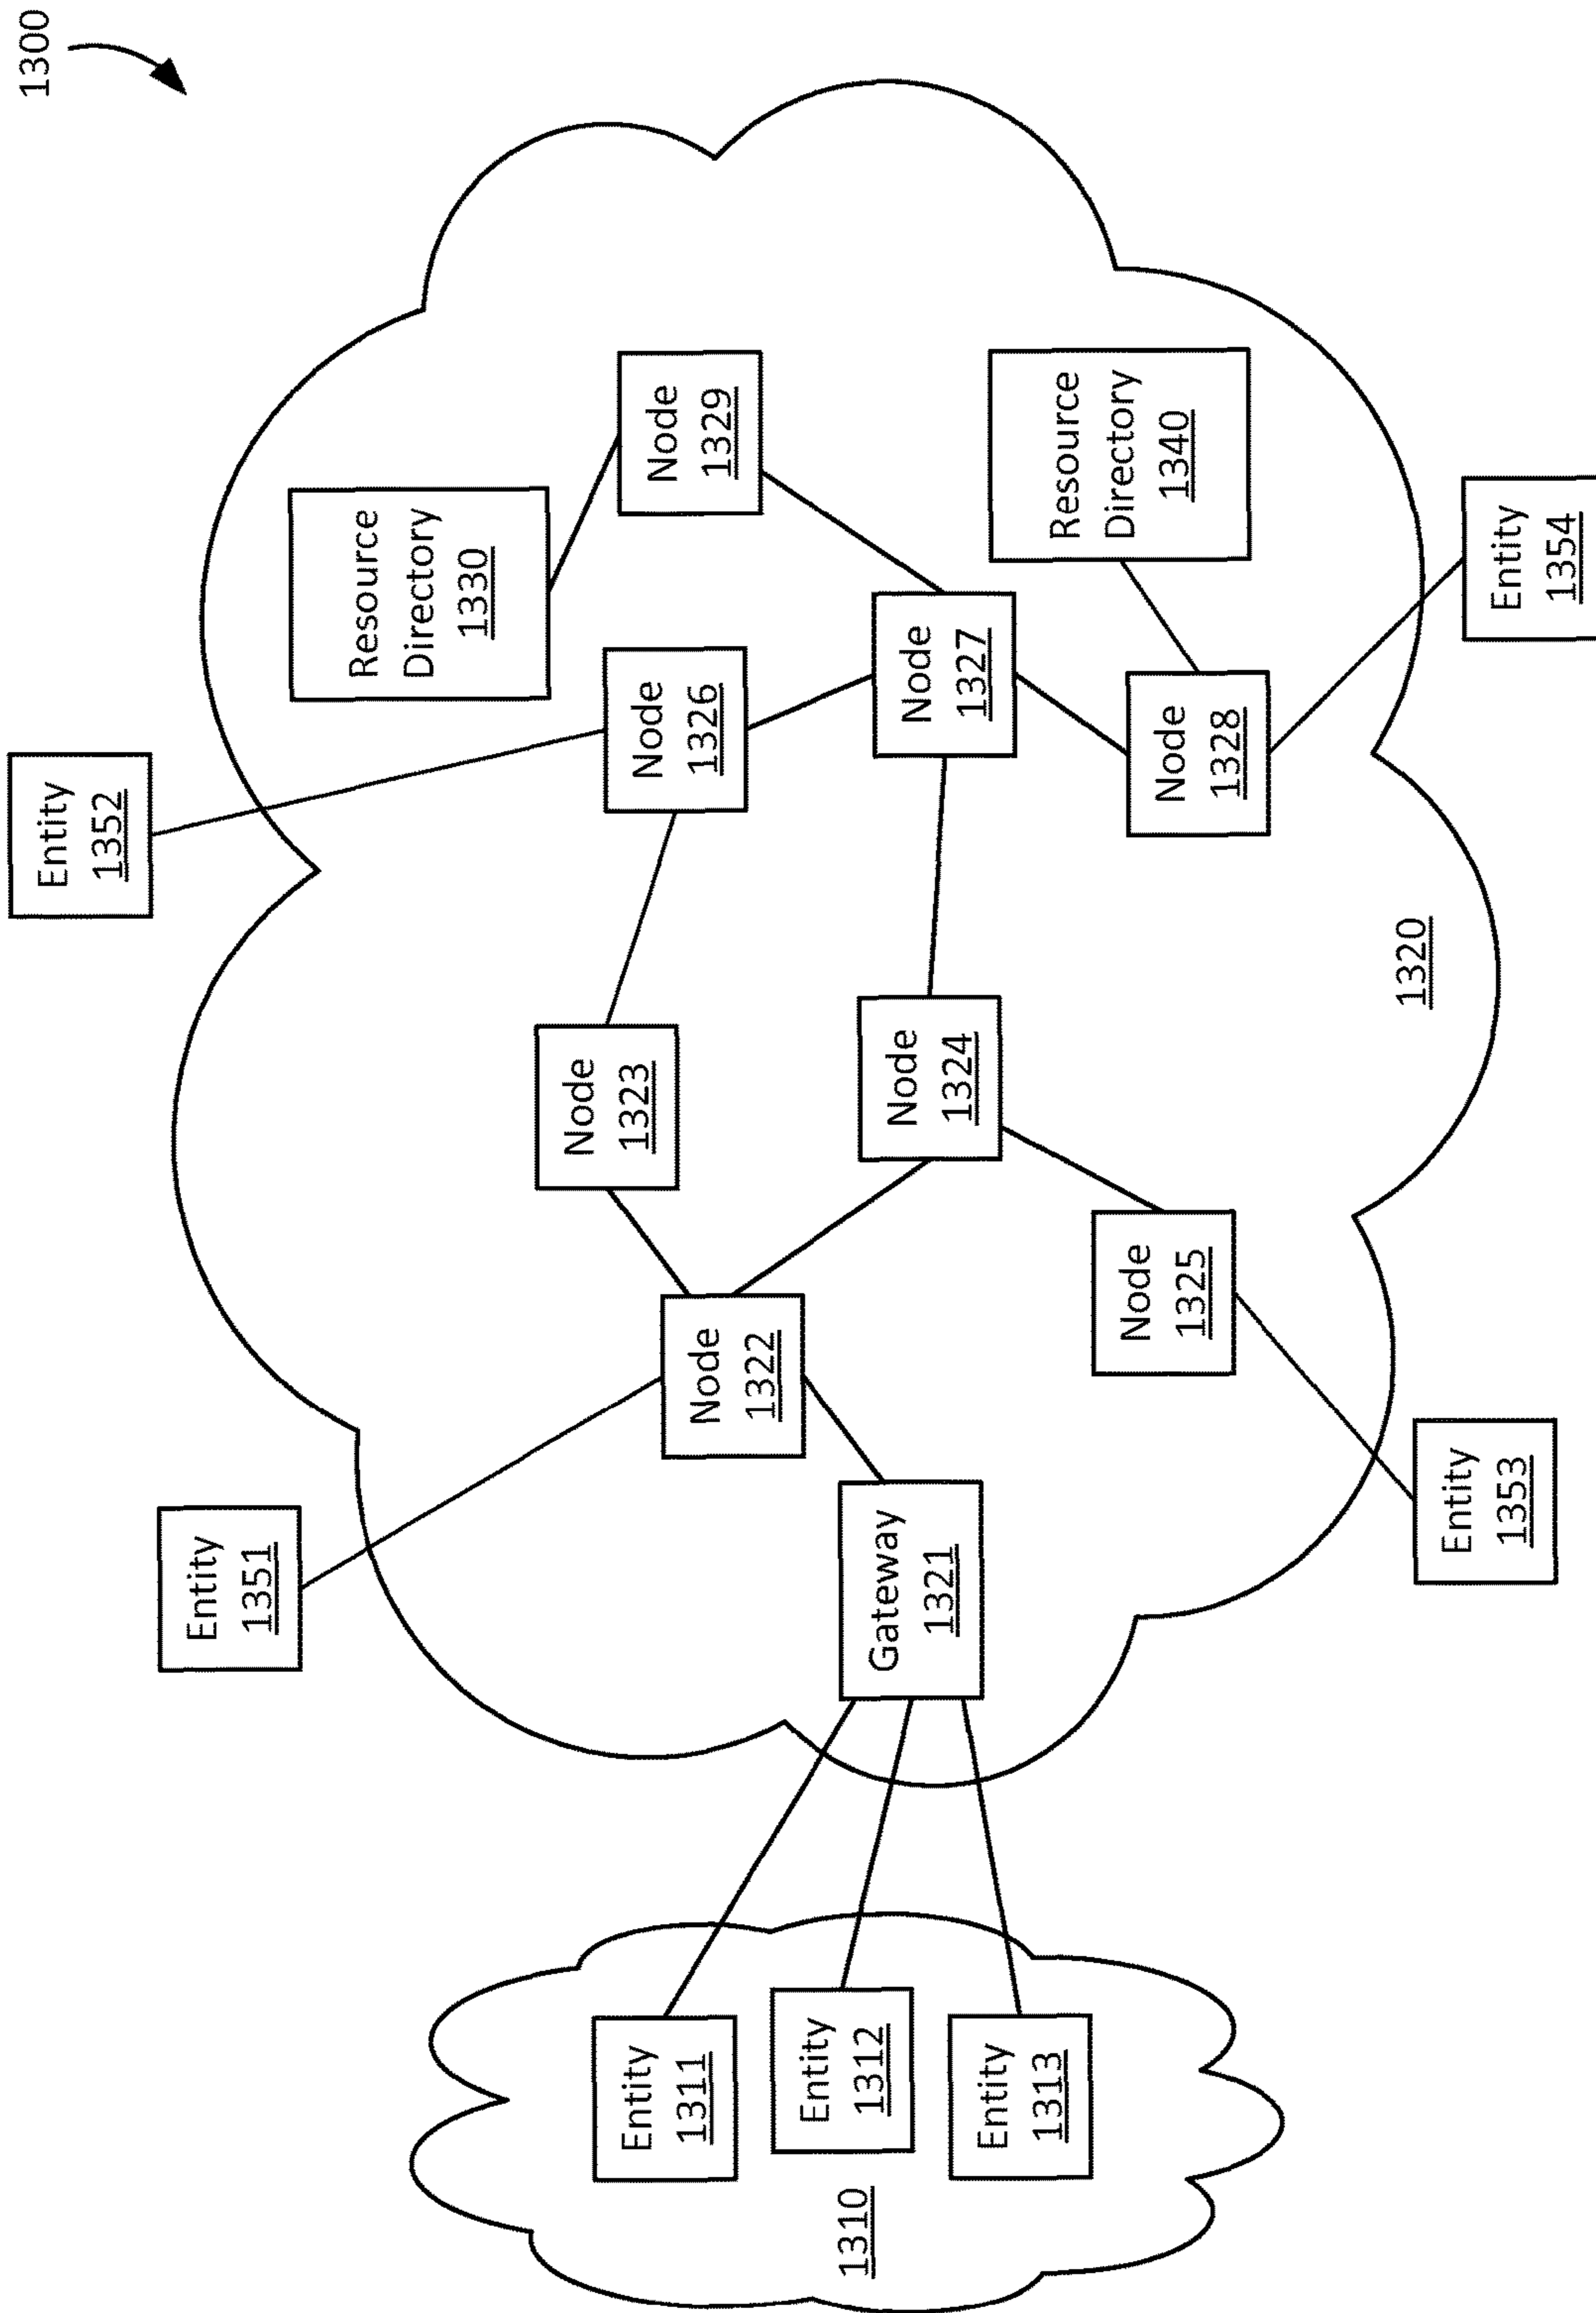 1300
Entity
1352
Entity
1351
Resource
Directory
1330
Node
1329
Node
1326
Node
1323
Node
1322
Node
1327
Node
1324
Gateway
1321
Resource
Directory
1340
Node
1328
Node
1325
Entity
1354
Entity
1353
1320
Entity
1311
Entity
1312
Entity
1313
1310